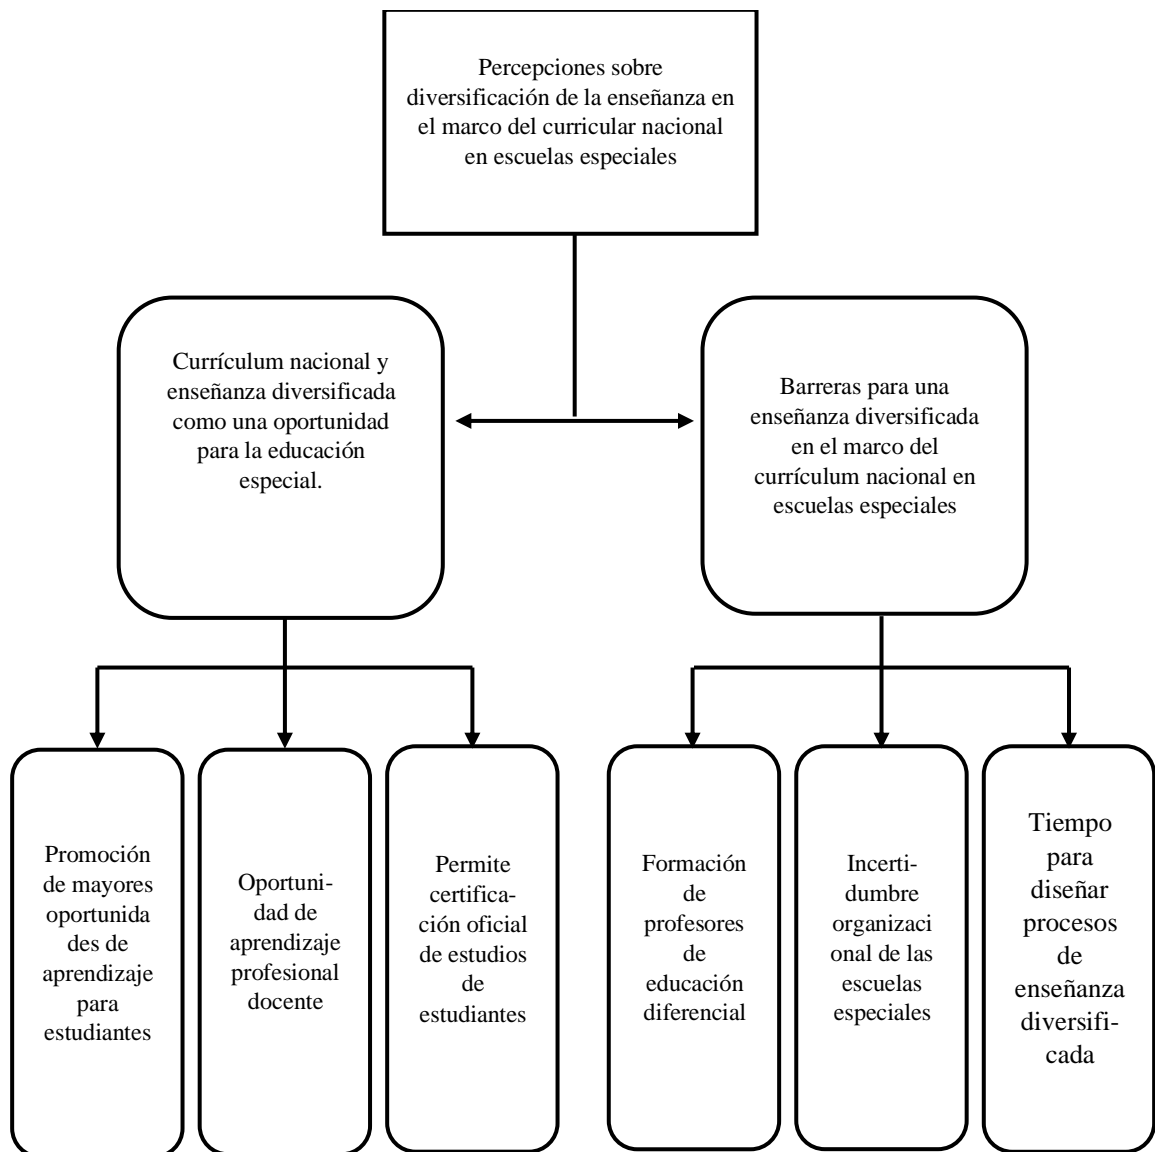 Percepciones sobre
diversificación de la enseñanza en
el marco del curricular nacional
en escuelas especiales
Currículum nacional y
enseñanza diversificada
como una oportunidad
para la educación
especial.
Barreras para una
enseñanza diversificada
en el marco del
currículum nacional en
escuelas especiales
Promoción
de mayores
oportunida
des de
aprendizaje
para
estudiantes
Oportuni-
dad de
aprendizaje
profesional
docente
Permite
certifica-
ción oficial
de estudios
de
estudiantes
Formación
de
profesores
de
educación
diferencial
Incerti-
dumbre
organizaci
onal de las
escuelas
especiales
Tiempo
para
diseñar
procesos
de
enseñanza
diversifi-
cada